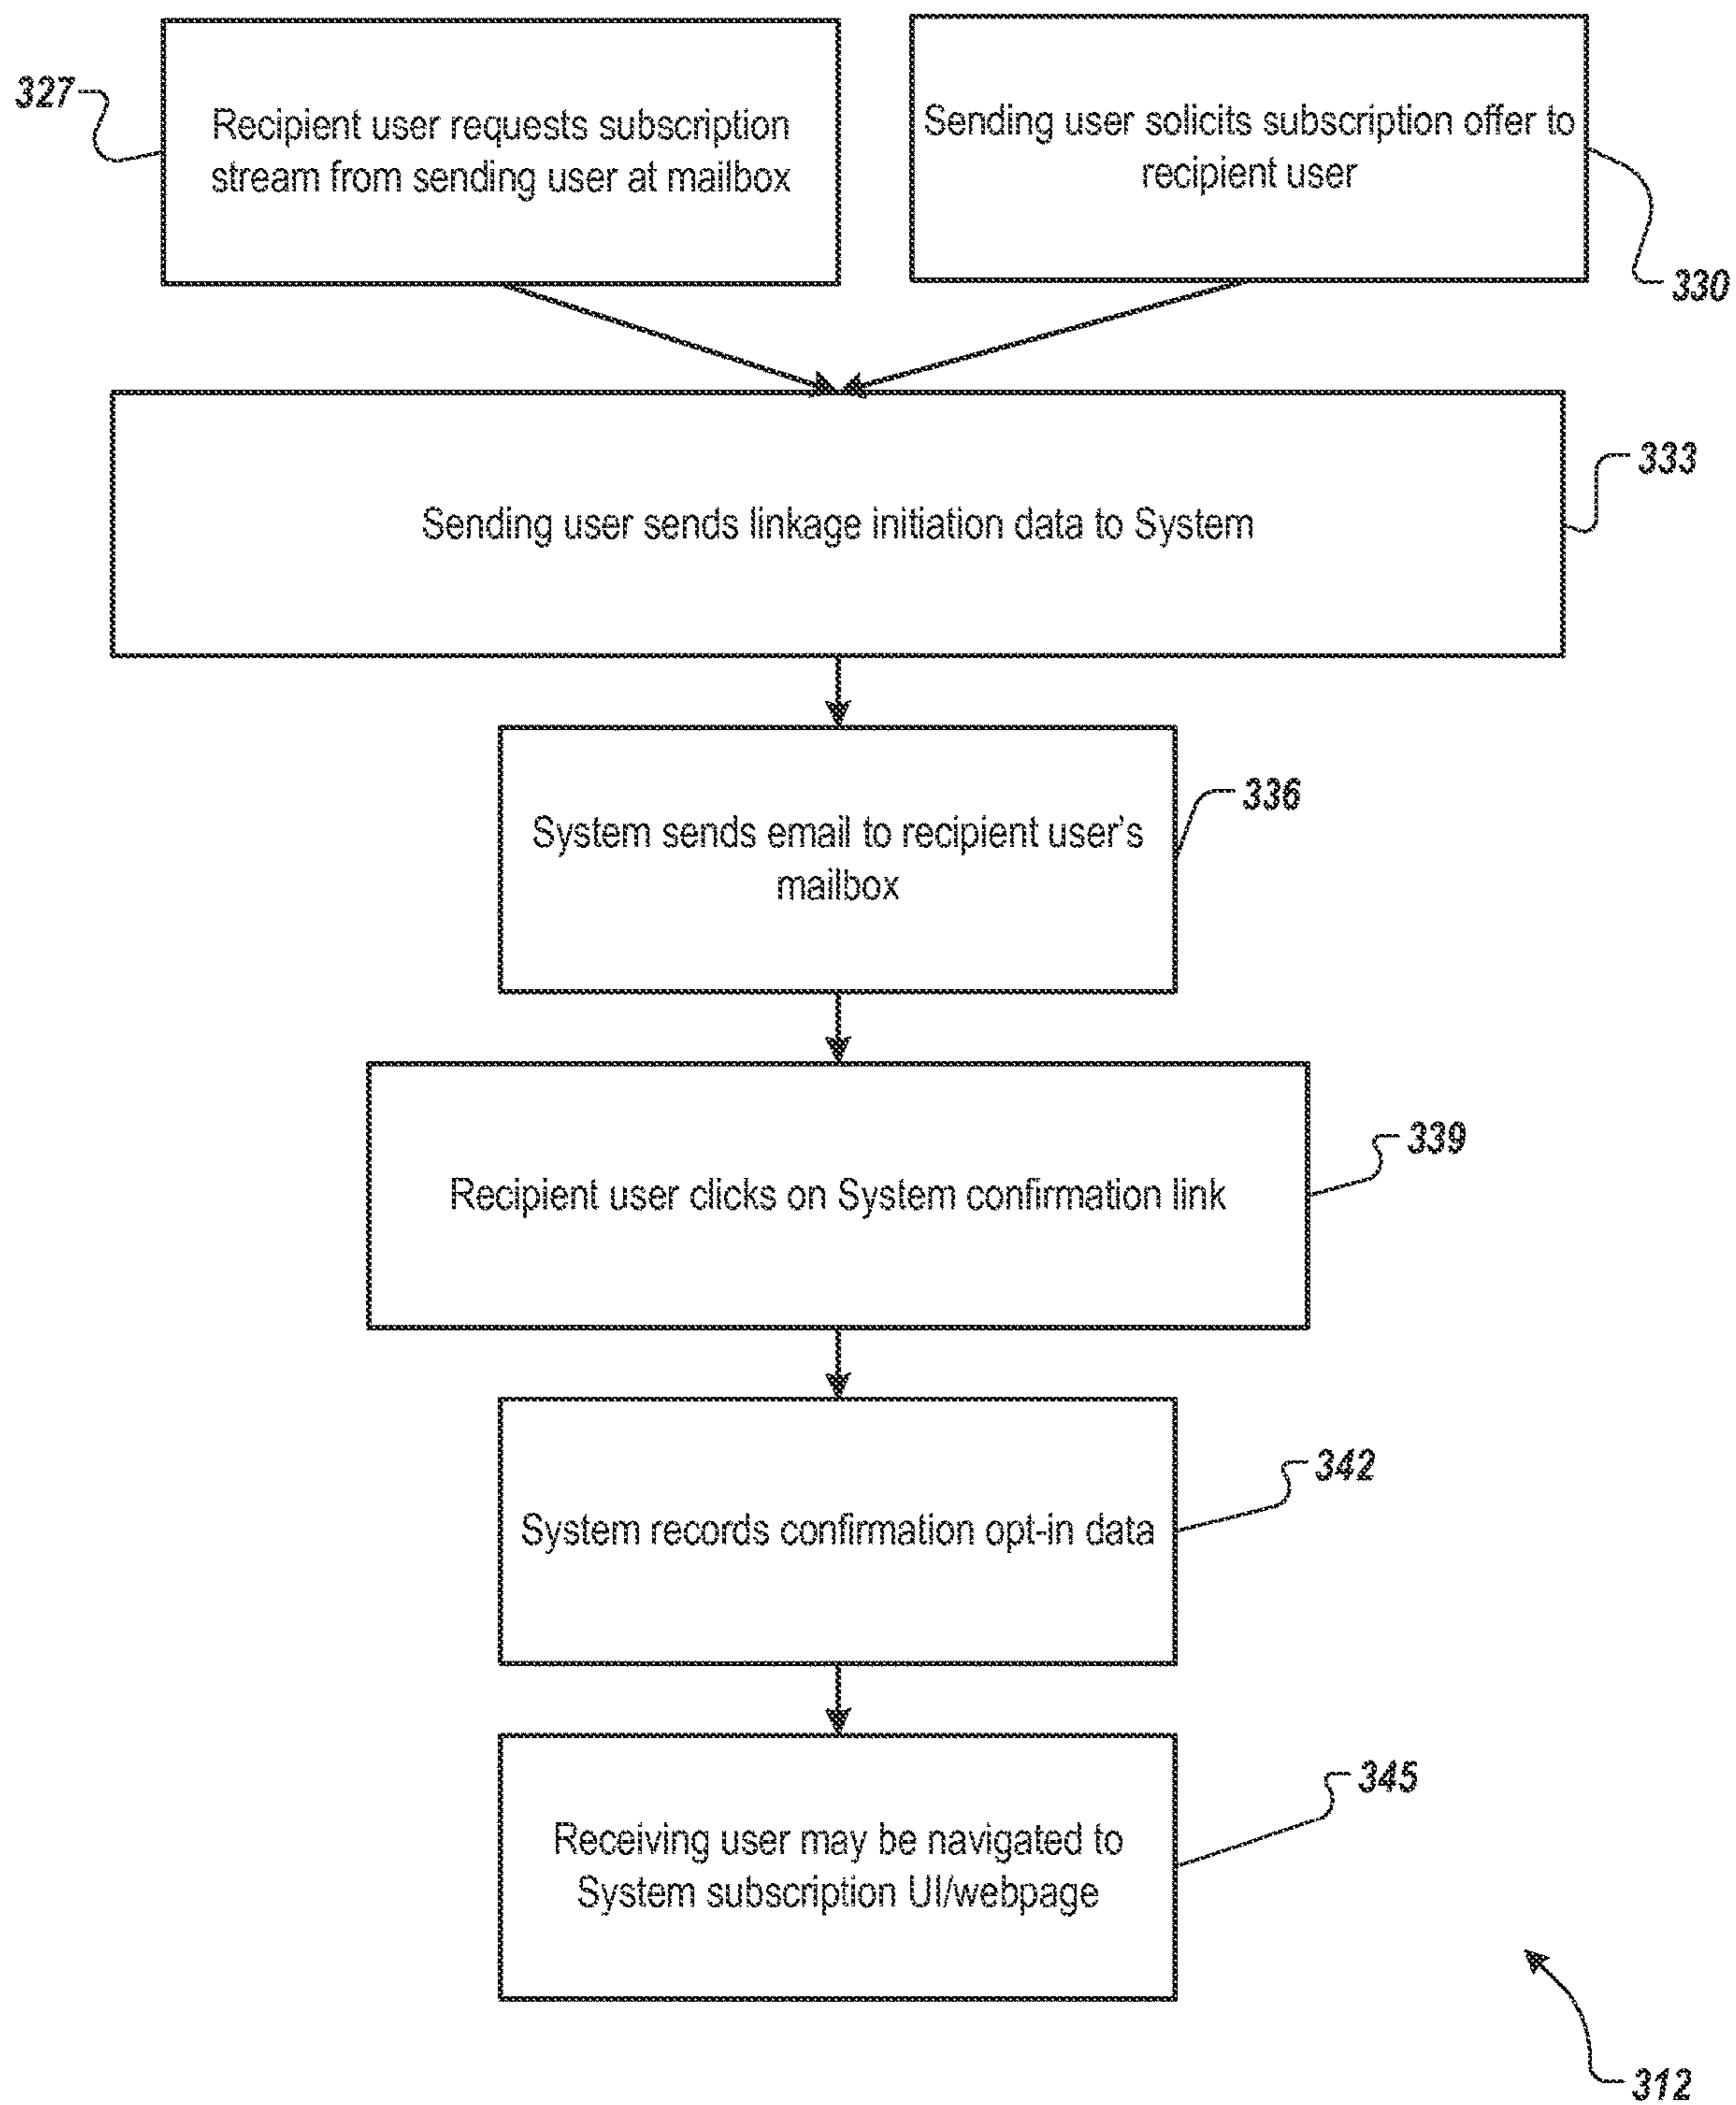 327
Recipient user requests subscription
stream from sending user at mailbox
Sending user solicits subscription offer to
recipient user
330
333
Sending user sends linkage initiation data to System
336
System sends email to recipient user's
mailbox
339
Recipient user clicks on System confirmation link
342
System records confirmation opt-in data
345
Receiving user may be navigated to
System subscription UI/webpage
312